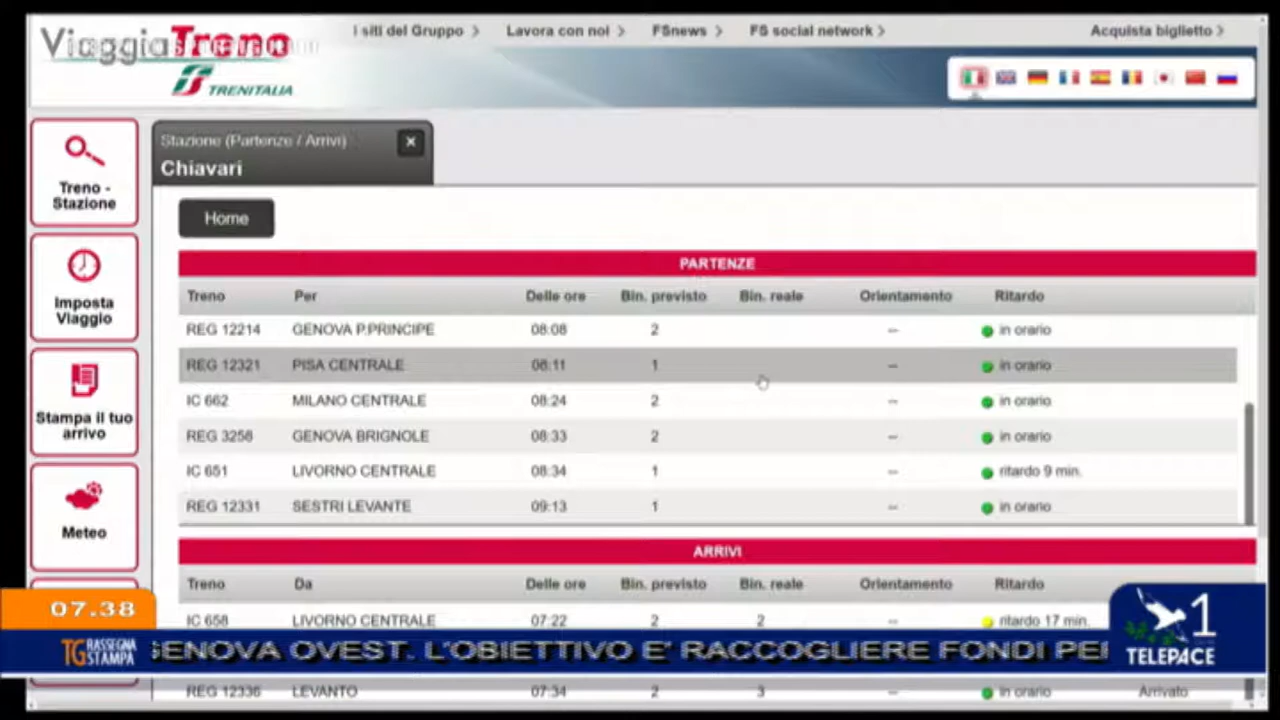 ViaggiaTreno
I siti del Gruppo > Lavora con noi > FSnews > FS social network > Acquista biglietto >
TRENITALIA
Stazione (Partenze / Arrivi)
Chiavari
Treno - Stazione
Home
Imposta Viaggio
Stampa il tuo arrivo
Meteo
PARTENZE
Treno Per Delle ore Bin. previsto Bin. reale Orientamento Ritardo
REG 12214 GENOVA P.PRINCIPE 08:08 2 -- in orario
REG 12321 PISA CENTRALE 08:11 1 -- in orario
IC 662 MILANO CENTRALE 08:24 2 -- in orario
REG 3258 GENOVA BRIGNOLE 08:33 2 -- in orario
IC 651 LIVORNO CENTRALE 08:34 1 -- ritardo 9 min.
REG 12331 SESTRI LEVANTE 09:13 1 -- in orario
ARRIVI
Treno Da Delle ore Bin. previsto Bin. reale Orientamento Ritardo
IC 658 LIVORNO CENTRALE 07:22 2 2 -- ritardo 17 min.
07.38
TG RASSEGNA STAMPA
GENOVA OVEST. L'OBIETTIVO E' RACCOGLIERE FONDI PE
1
TELEPACE
REG 12336 LEVANTO 07:34 2 3 -- in orario Arrivato